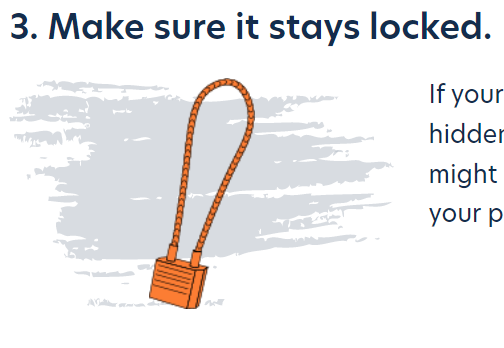 3. Make sure it stays locked.
If your
hidden
might
your p